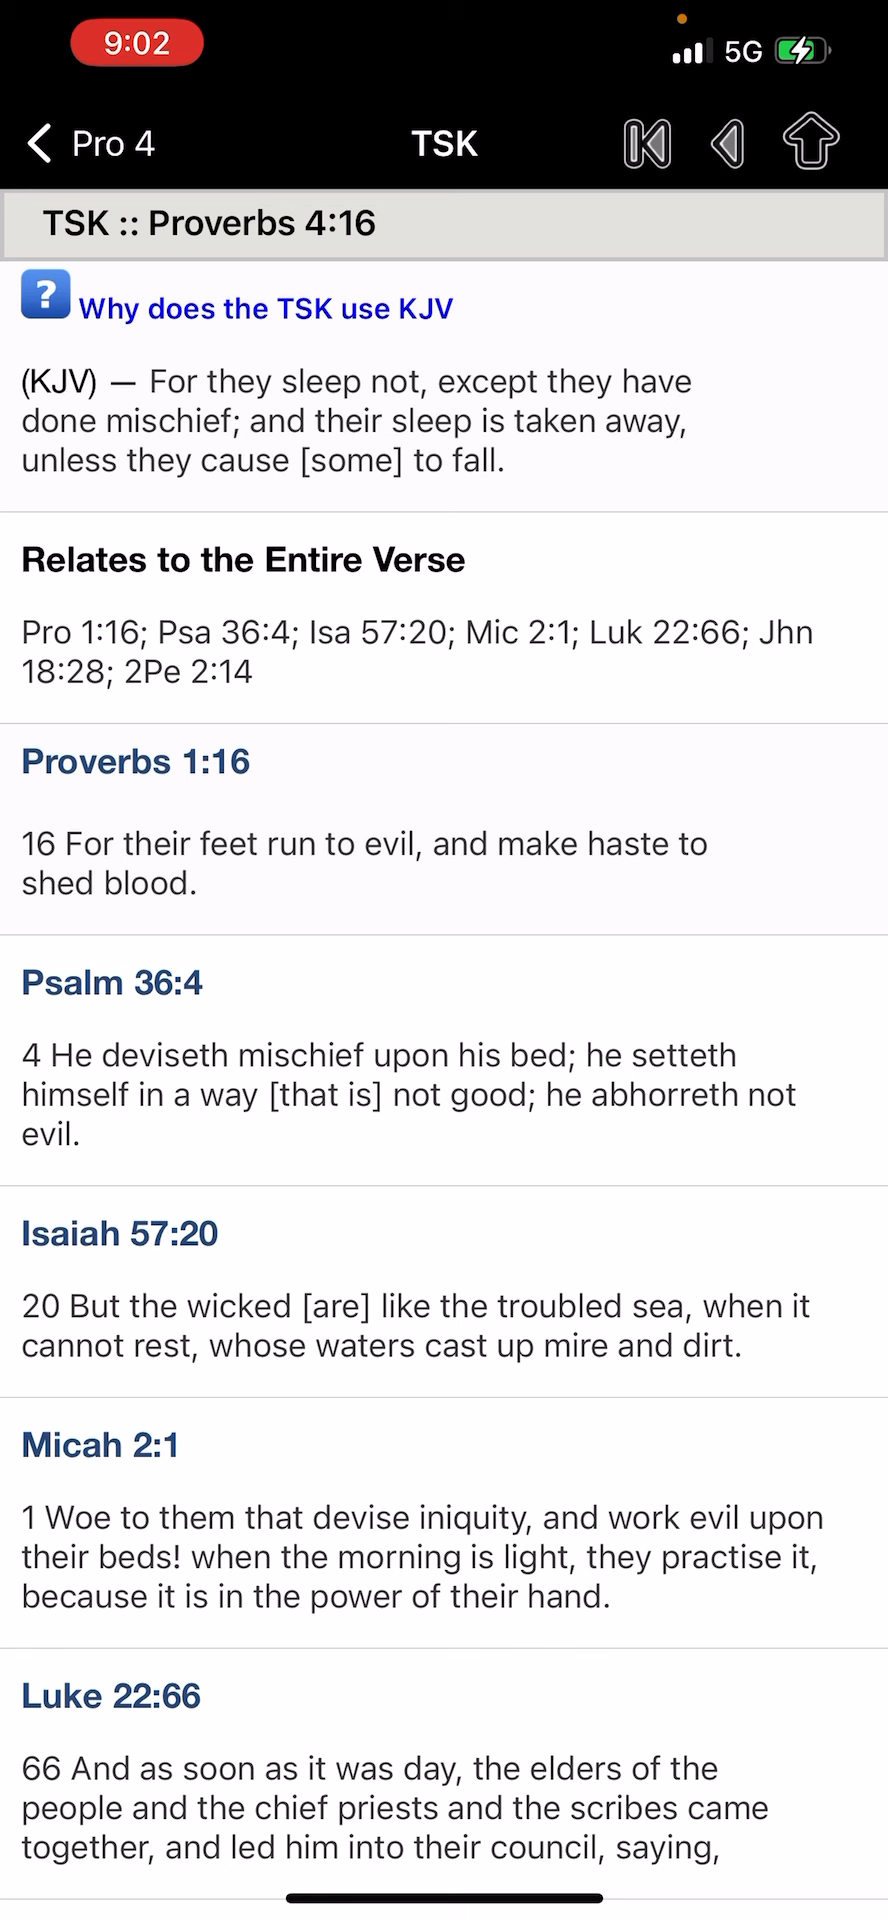 9:02
5G
Pro 4
TSK
TSK :: Proverbs 4:16
? Why does the TSK use KJV
(KJV) — For they sleep not, except they have
done mischief; and their sleep is taken away,
unless they cause [some] to fall.
Relates to the Entire Verse
Pro 1:16; Psa 36:4; Isa 57:20; Mic 2:1; Luk 22:66; Jhn
18:28; 2Pe 2:14
Proverbs 1:16
16 For their feet run to evil, and make haste to
shed blood.
Psalm 36:4
4 He deviseth mischief upon his bed; he setteth
himself in a way [that is] not good; he abhorreth not
evil.
Isaiah 57:20
20 But the wicked [are] like the troubled sea, when it
cannot rest, whose waters cast up mire and dirt.
Micah 2:1
1 Woe to them that devise iniquity, and work evil upon
their beds! when the morning is light, they practise it,
because it is in the power of their hand.
Luke 22:66
66 And as soon as it was day, the elders of the
people and the chief priests and the scribes came
together, and led him into their council, saying,